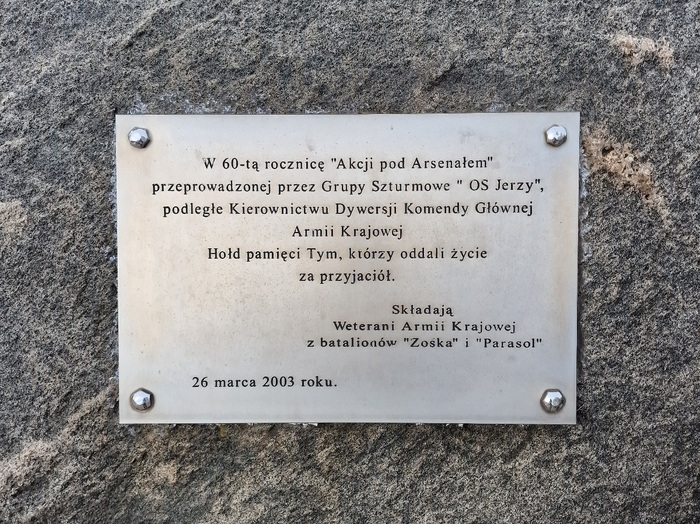 W 60-tą rocznicę "Akcji pod Arsenałem"
przeprowadzonej przez Grupy Szturmowe " OS Jerzy",
podległe Kierownictwu Dywersji Komendy Głównej
Armii Krajowej
Hołd pamięci Tym, którzy oddali życie
za przyjaciół.
Składają
Weterani Armii Krajowej
z batalionów "Zośka" i "Parasol"
26 marca 2003 roku.